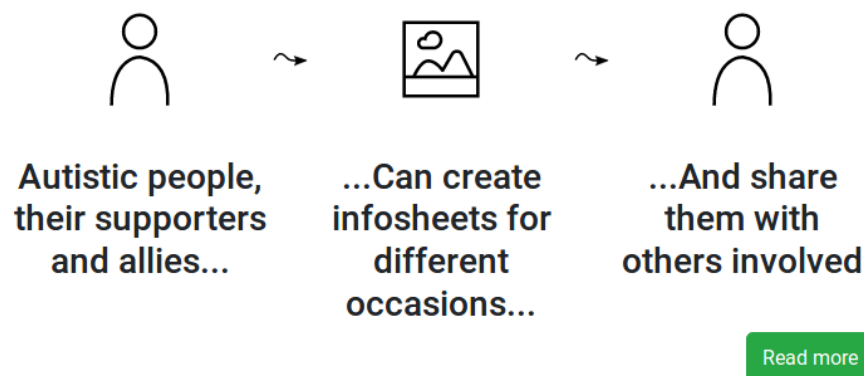 Autistic people,
their supporters
and allies...
...Can create
infosheets for
different
occasions...
...And share
them with
others involved
Read more